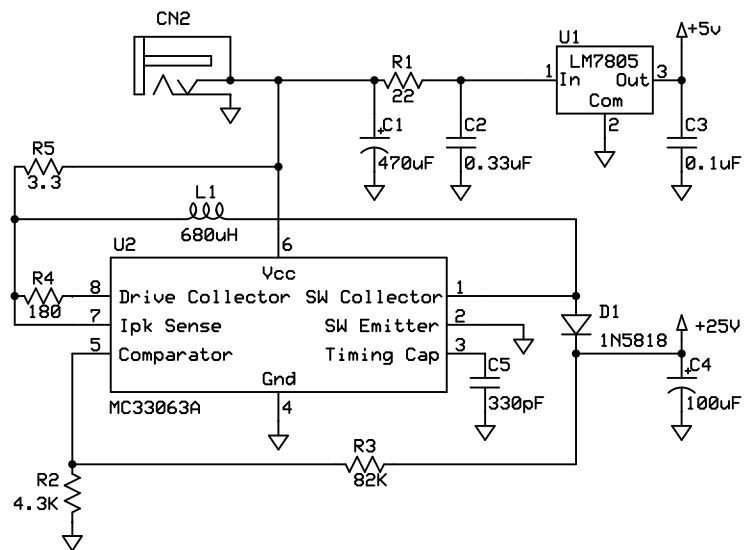 CN2
U1
+5v
R1
22
1
LM7805
In Out
Com
3
2
C1
+
470uF
C2
0.33uF
C3
0.1uF
R5
3.3
L1
680uH
U2
6
Vcc
R4
180
8
Drive Collector
SW Collector
1
7
Ipk Sense
SW Emitter
2
5
Comparator
Timing Cap
3
Gnd
4
MC33063A
D1
1N5818
+25V
C4
+
100uF
C5
330pF
R3
82K
R2
4.3K